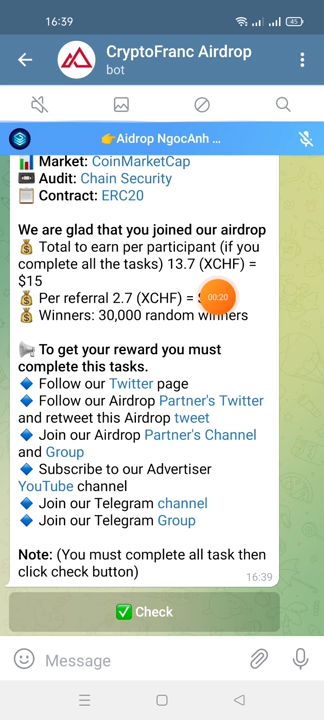 16:39
45
CryptoFranc Airdrop
bot
👉Aidrop NgocAnh ...
📊 Market: CoinMarketCap
📼 Audit: Chain Security
📋 Contract: ERC20
We are glad that you joined our airdrop
💰 Total to earn per participant (if you
complete all the tasks) 13.7 (XCHF) =
$15
💰 Per referral 2.7 (XCHF) =
00:20
💰 Winners: 30,000 random winners
📢 To get your reward you must
complete this tasks.
🔹 Follow our Twitter page
🔹 Follow our Airdrop Partner's Twitter
and retweet this Airdrop tweet
🔹 Join our Airdrop Partner's Channel
and Group
🔹 Subscribe to our Advertiser
YouTube channel
🔹 Join our Telegram channel
🔹 Join our Telegram Group
Note: (You must complete all task then
click check button)
16:39
✅ Check
Message